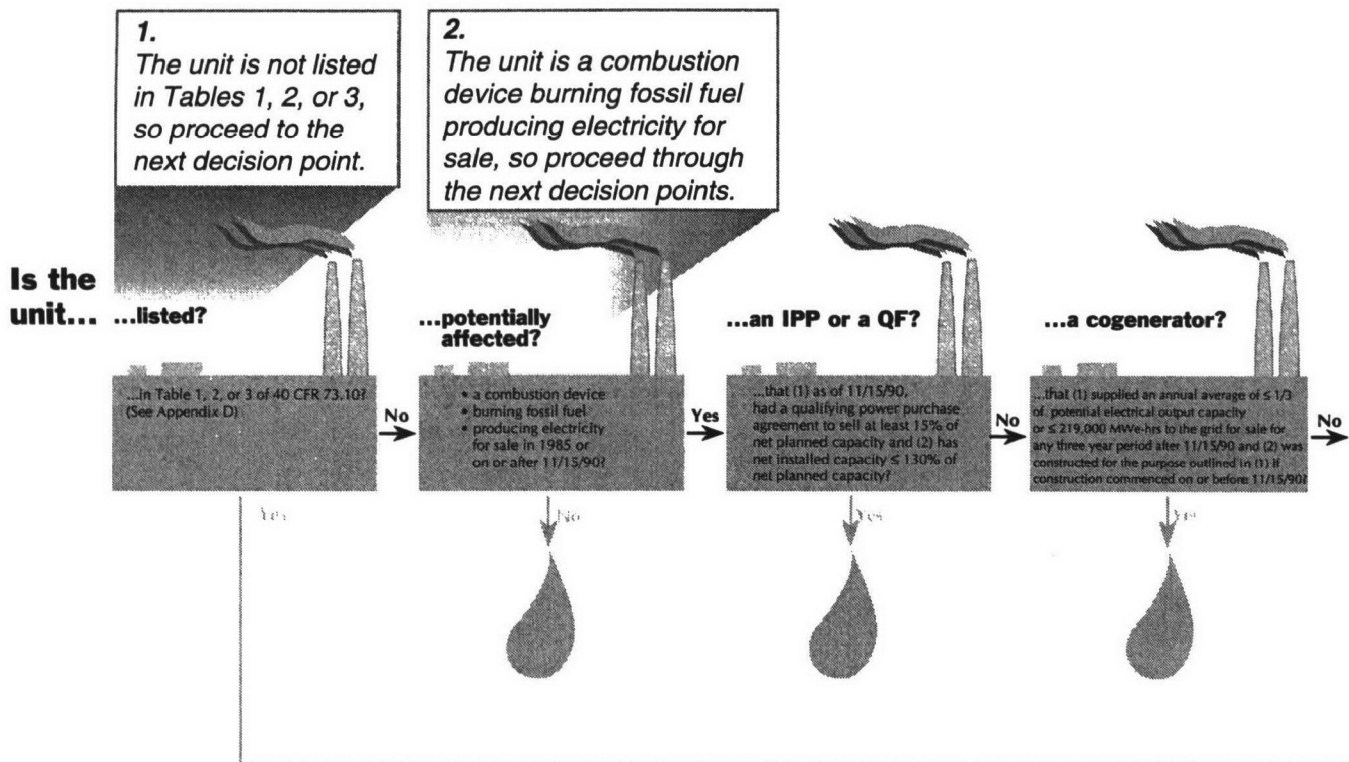 1.
The unit is not listed
in Tables 1, 2, or 3,
so proceed to the
next decision point.
2.
The unit is a combustion
device burning fossil fuel
producing electricity for
sale, so proceed through
the next decision points.
Is the
unit...
...listed?
...in Table 1, 2, or 3 of 40 CFR 73.10?
(See Appendix D)
No
Yes
...potentially
affected?
• a combustion device
• burning fossil fuel
• producing electricity
for sale in 1985 or
on or after 11/15/90?
Yes
No
...an IPP or a QF?
...that (1) as of 11/15/90,
had a qualifying power purchase
agreement to sell at least 15% of
net planned capacity and (2) has
net installed capacity ≤ 130% of
net planned capacity?
No
Yes
...a cogenerator?
...that (1) supplied an annual average of ≤ 1/3
of potential electrical output capacity
or ≤ 219,000 MWe-hrs to the grid for sale for
any three year period after 11/15/90 and (2) was
constructed for the purpose outlined in (1) if
construction commenced on or before 11/15/90?
No
Yes